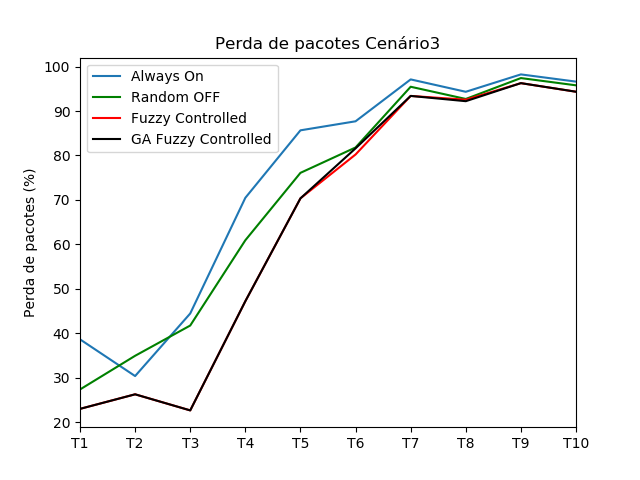 Perda de pacotes Cenário3
Always On
Random OFF
Fuzzy Controlled
GA Fuzzy Controlled
Perda de pacotes (%)
100
90
80
70
60
50
40
30
20
T1 T2 T3 T4 T5 T6 T7 T8 T9 T10